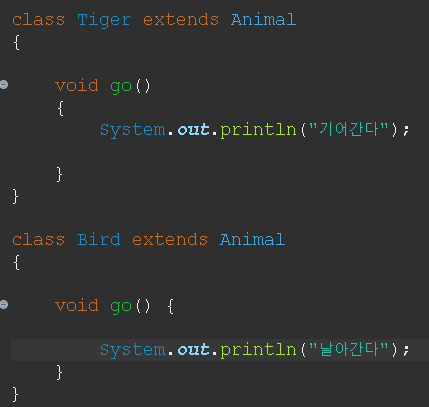 class Tiger extends Animal
{
void go()
{
System.out.println("기어간다");
}
}
class Bird extends Animal
{
void go() {
System.out.println("날아간다");
}
}